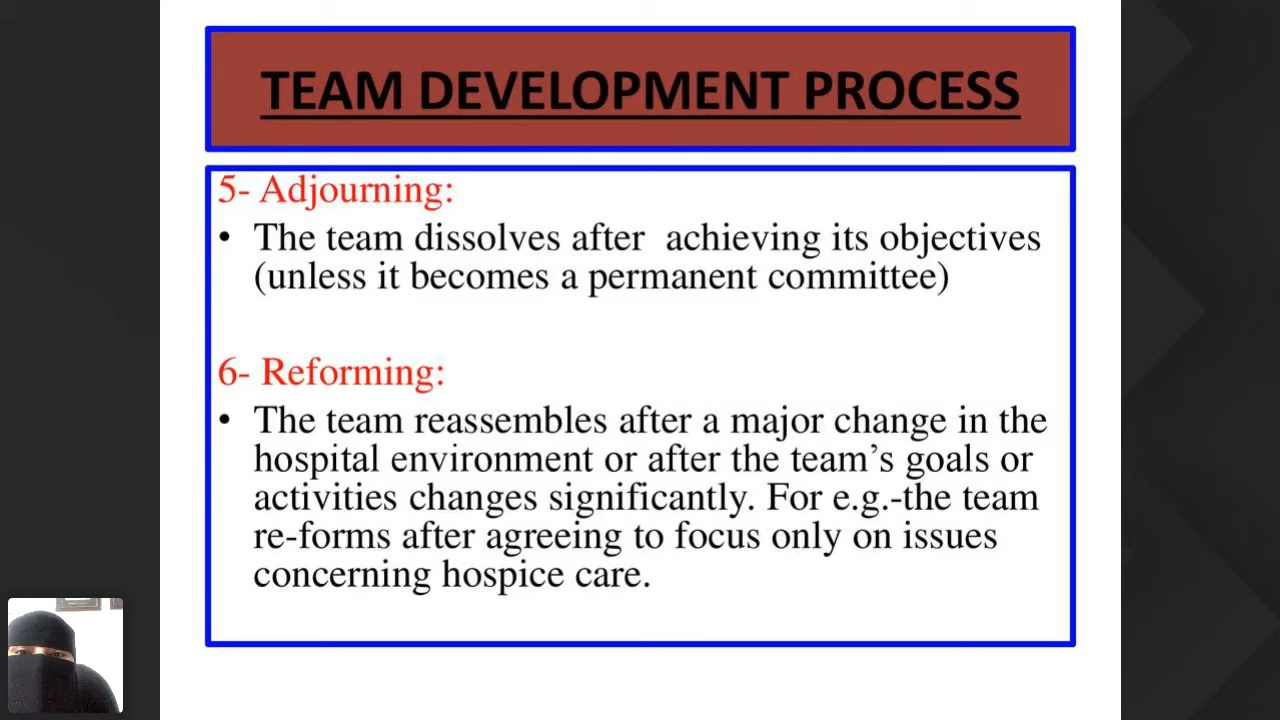 TEAM DEVELOPMENT PROCESS
5- Adjourning:
• The team dissolves after  achieving its objectives
(unless it becomes a permanent committee)
6- Reforming:
• The team reassembles after a major change in the
hospital environment or after the team’s goals or
activities changes significantly. For e.g.-the team
re-forms after agreeing to focus only on issues
concerning hospice care.